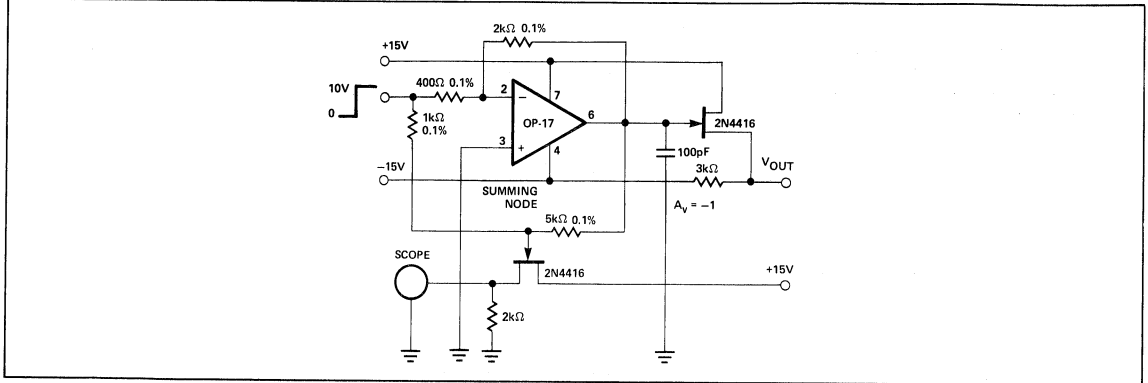 2kΩ 0.1%
+15V
400Ω 0.1%
10V
0
2
−
7
1kΩ
0.1%
OP-17
6
2N4416
3
+
4
100pF
VOUT
−15V
3kΩ
SUMMING
NODE
AV = −1
5kΩ 0.1%
SCOPE
2N4416
+15V
2kΩ